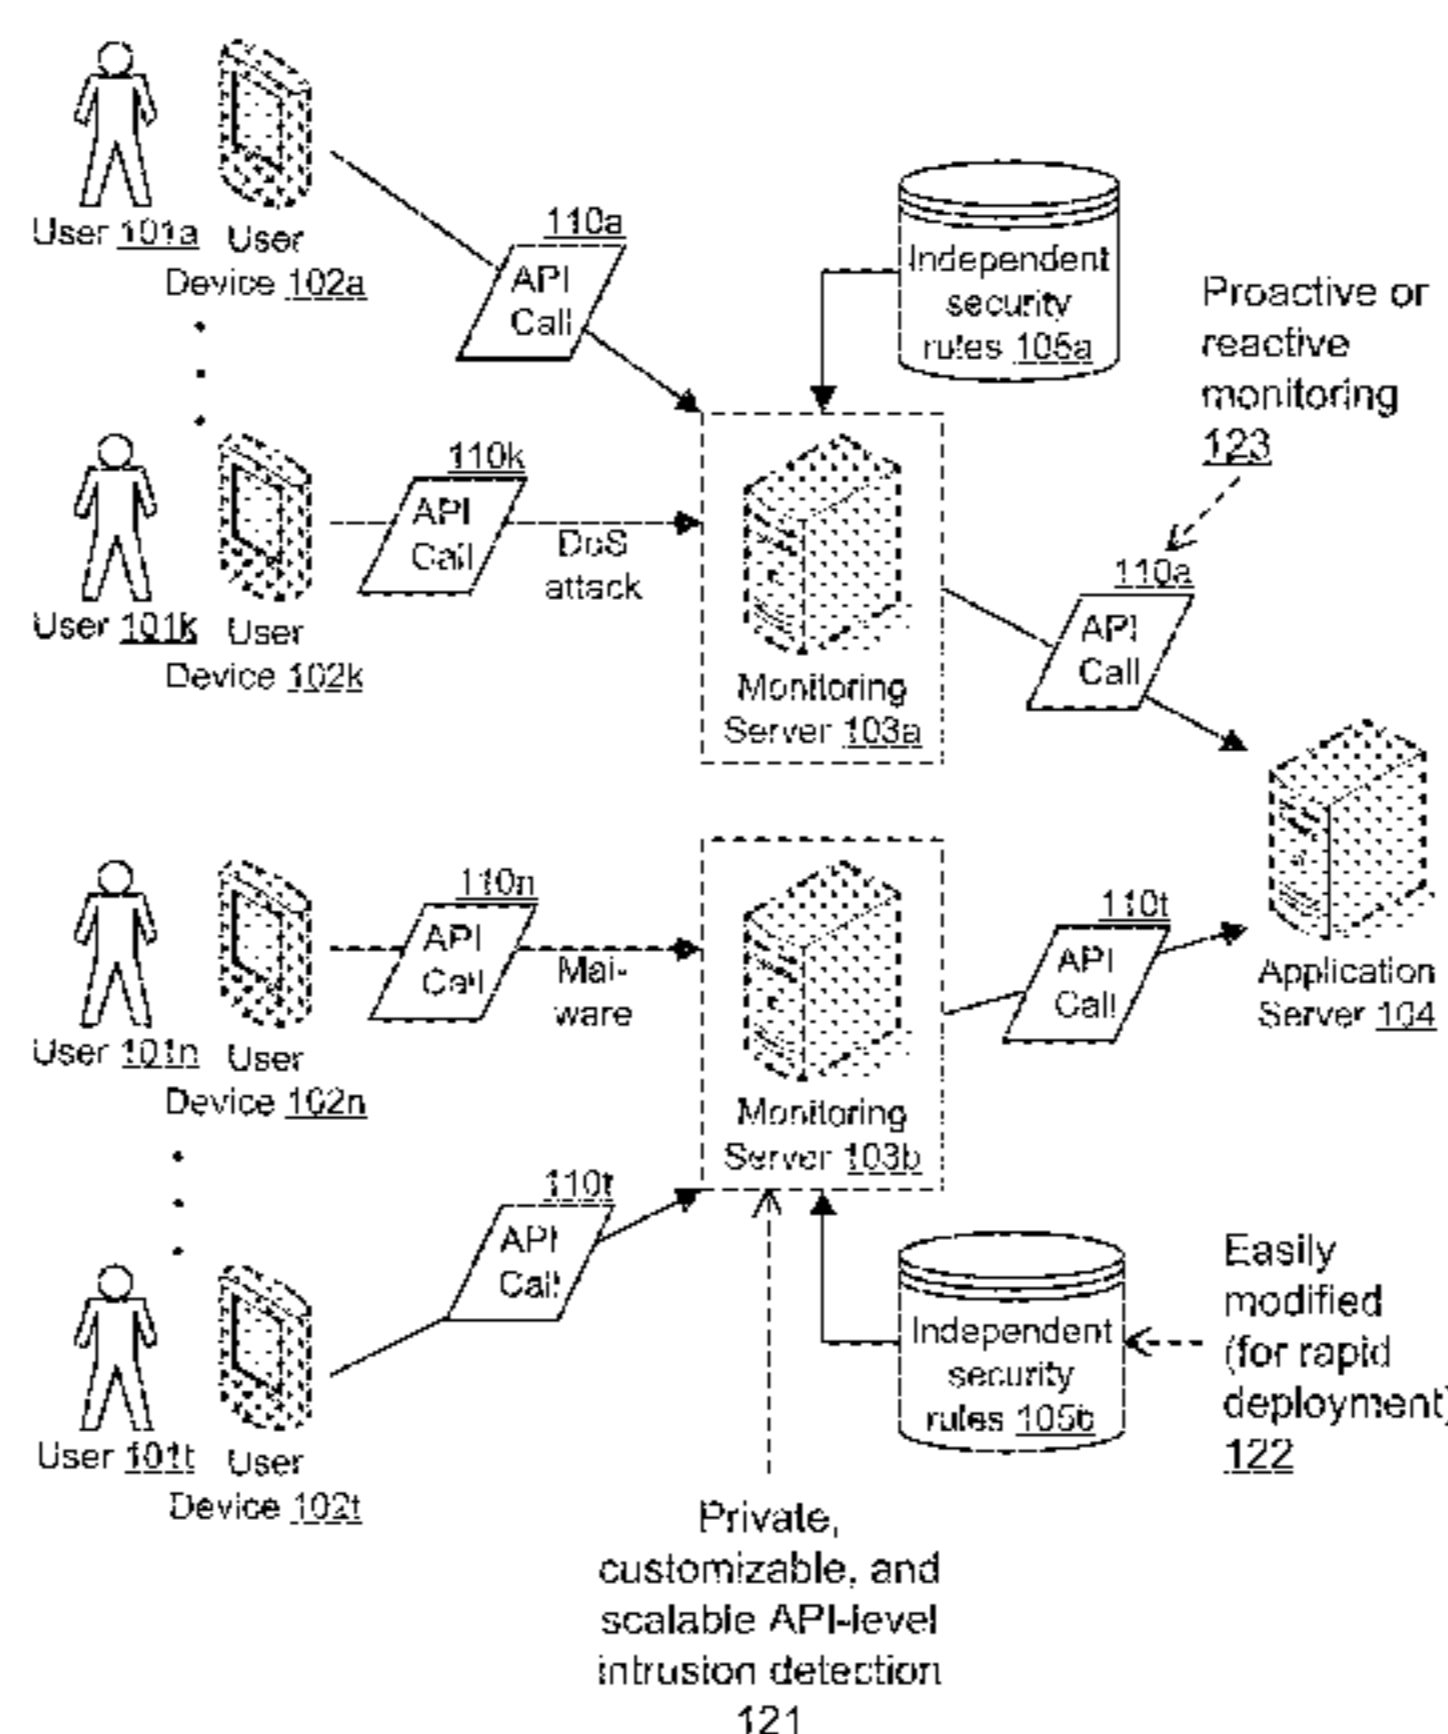 User 101a
User
Device 102a
110a
API
Call
Independent
security
rules 105a
Proactive or
reactive
monitoring
123
User 101k
User
Device 102k
110k
API
Call
DoS
attack
Monitoring
Server 103a
110a
API
Call
Application
Server 104
User 101n
User
Device 102n
110n
API
Call
Mal-
ware
Monitoring
Server 103b
110t
API
Call
User 101t
User
Device 102t
110t
API
Call
Independent
security
rules 105b
Easily
modified
(for rapid
deployment)
122
Private,
customizable, and
scalable API-level
intrusion detection
121